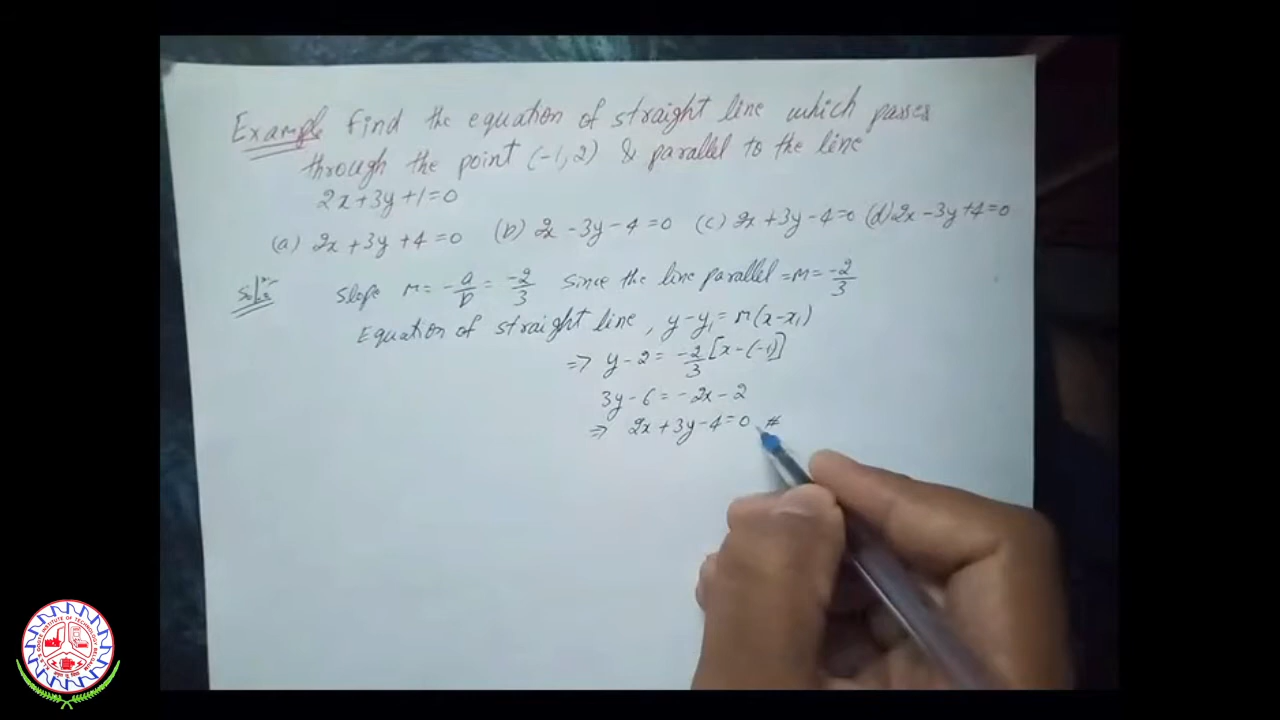 Example Find the equation of straight line which passes
through the point (-1, 2) & parallel to the line
2x+3y+1=0
(a) 2x+3y+4=0 (b) 2x-3y-4=0 (c) 2x+3y-4=0 (d) 2x-3y+4=0
Slope m = -a/b = -2/3 since the line parallel = m = -2/3
Equation of straight line, y-y₁ = m(x-x₁)
⇒ y-2 = -2/3 [x-(-1)]
3y-6 = -2x-2
⇒ 2x+3y-4=0 #